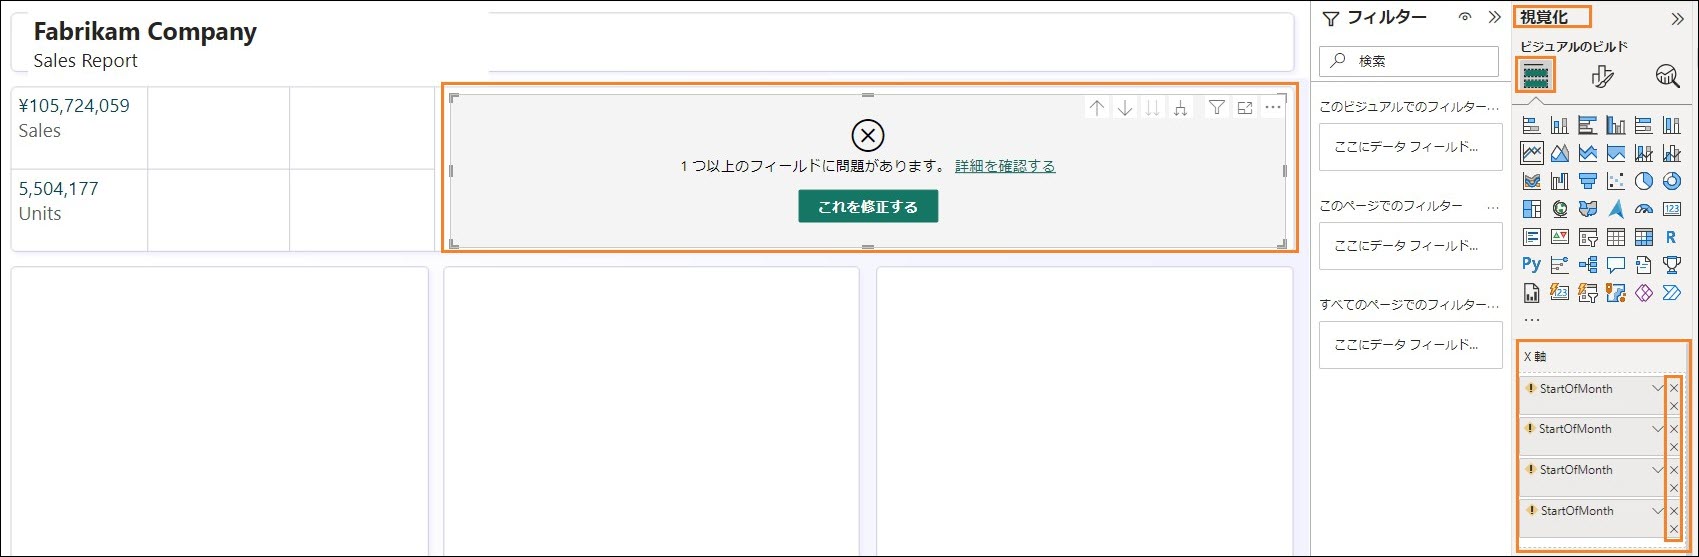 Fabrikam Company
Sales Report
¥105,724,059
Sales
5,504,177
Units
1 つ以上のフィールドに問題があります。 詳細を確認する
これを修正する
フィルター
検索
このビジュアルでのフィルター...
ここにデータ フィールド...
このページでのフィルター ...
ここにデータ フィールド...
すべてのページでのフィルター...
ここにデータ フィールド...
視覚化
ビジュアルのビルド
123
R
Py
123
...
X 軸
StartOfMonth
StartOfMonth
StartOfMonth
StartOfMonth